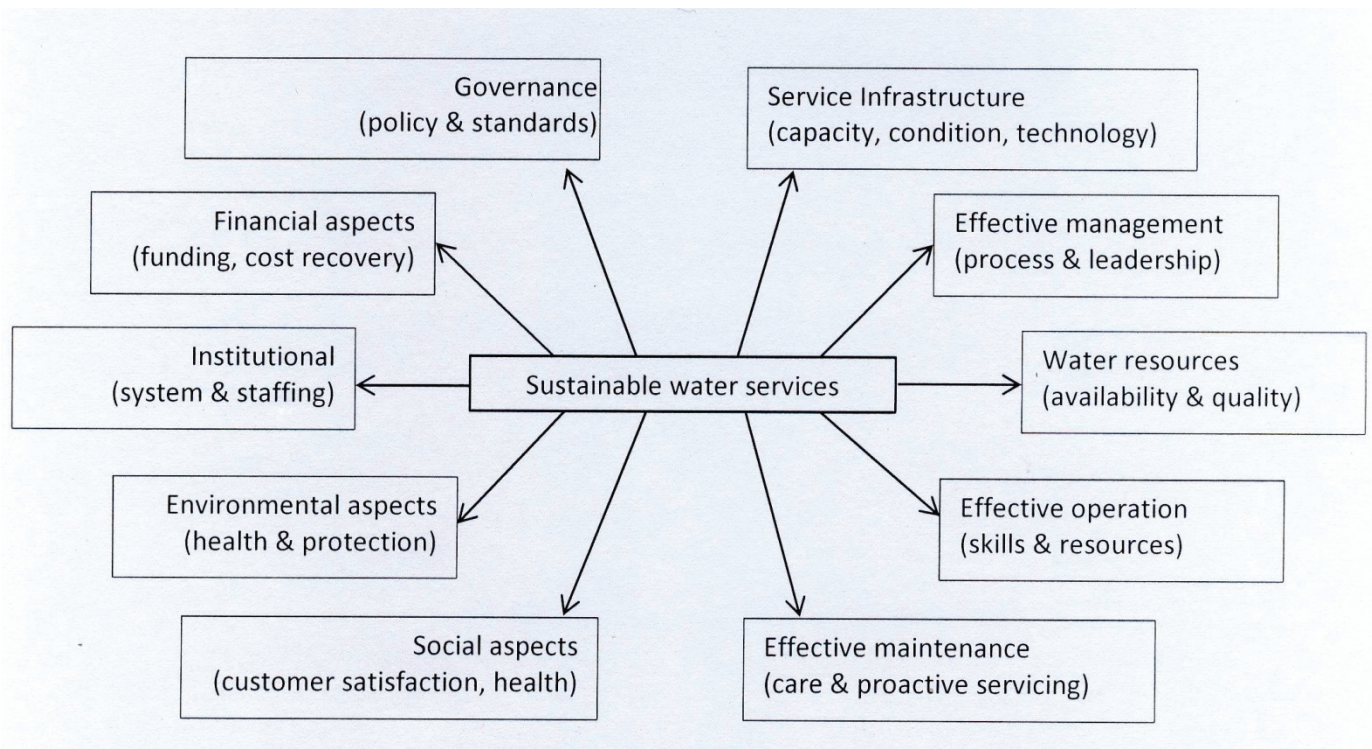 Governance
(policy & standards)
Service Infrastructure
(capacity, condition, technology)
Financial aspects
(funding, cost recovery)
Effective management
(process & leadership)
Institutional
(system & staffing)
Sustainable water services
Water resources
(availability & quality)
Environmental aspects
(health & protection)
Effective operation
(skills & resources)
Social aspects
(customer satisfaction, health)
Effective maintenance
(care & proactive servicing)